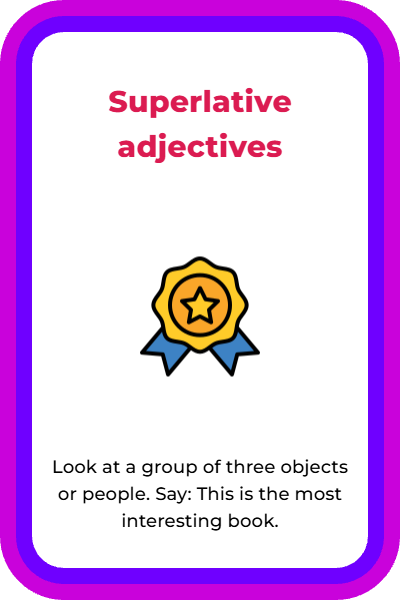 Superlative
adjectives
Look at a group of three objects
or people. Say: This is the most
interesting book.